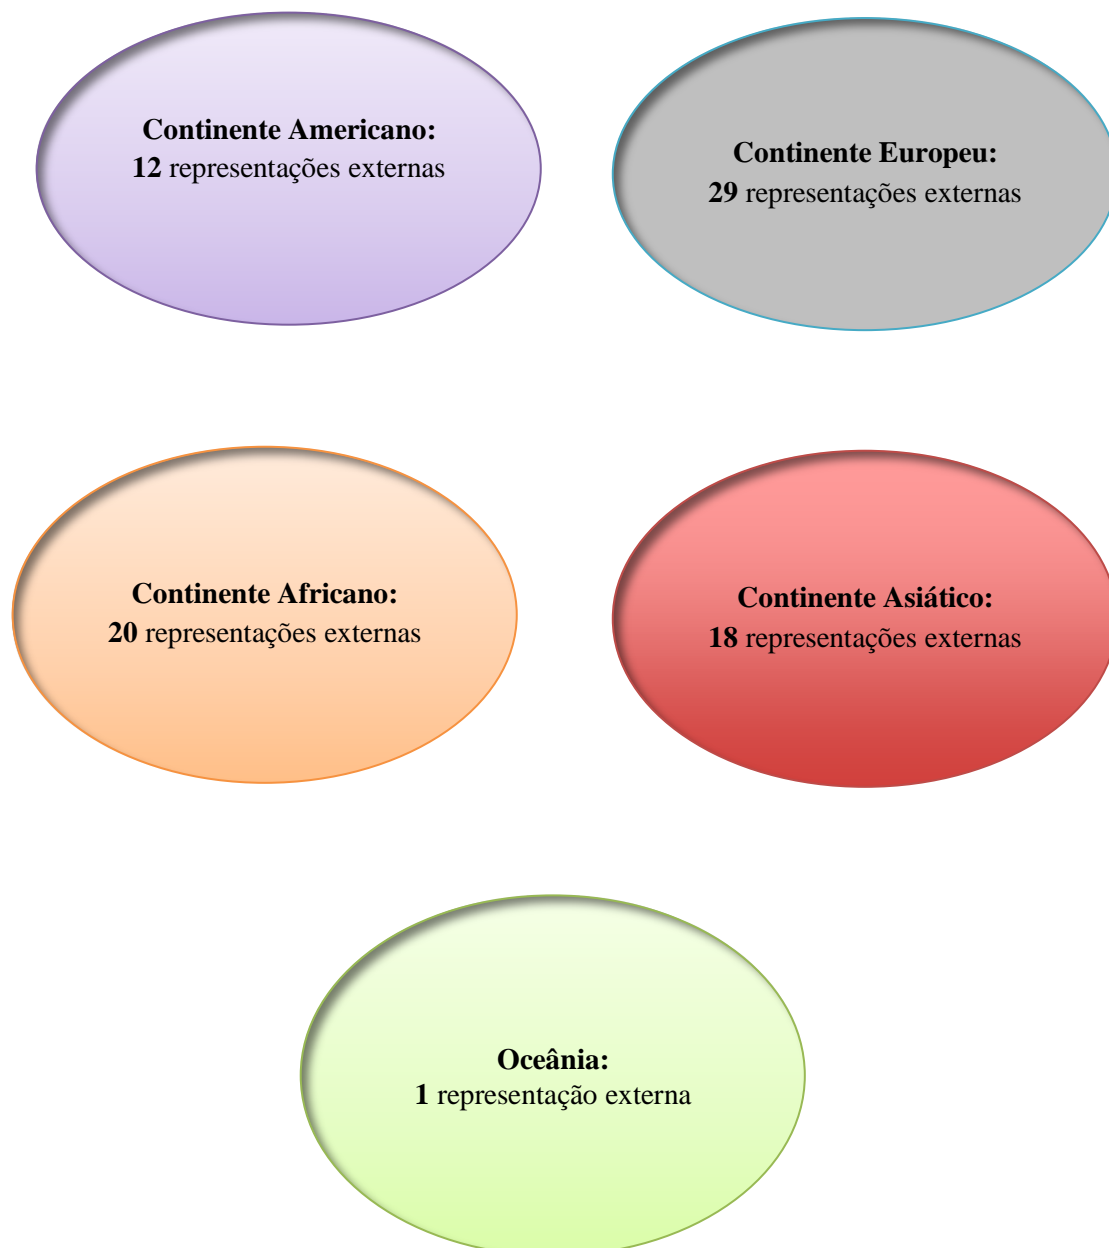 Continente Americano:
12 representações externas
Continente Europeu:
29 representações externas
Continente Africano:
20 representações externas
Continente Asiático:
18 representações externas
Oceânia:
1 representação externa